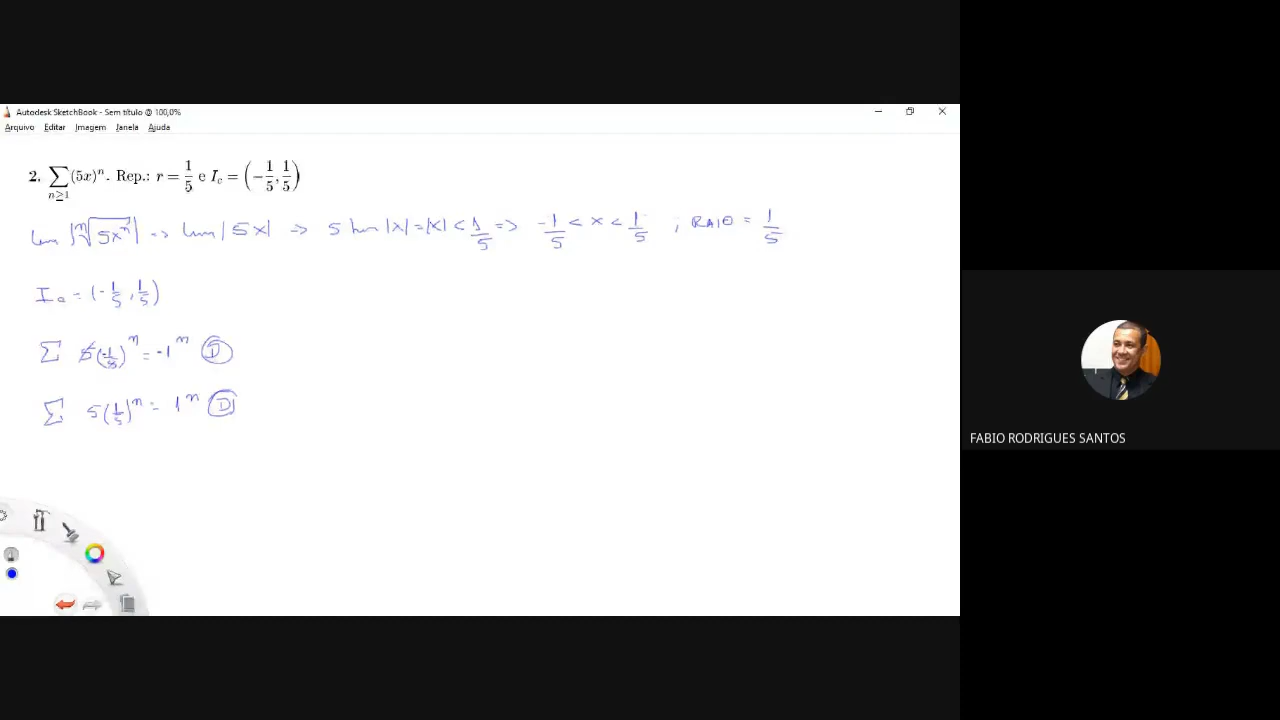 Autodesk SketchBook - Sem título @ 100,0%
Arquivo Editar Imagem Janela Ajuda
2. ∑_{n≥1} (5x)^n. Rep.: r = 1/5 e I_c = (-1/5, 1/5)
lim |ⁿ√5x^n| => lim |5x| → 5 lim |x| = |x| < 1/5 => -1/5 < x < 1/5 ; RAIO = 1/5
I_a = (-1/5, 1/5)
∑ 5(-1/5)^n = -1^n D
∑ 5(1/5)^n = 1^n D
FABIO RODRIGUES SANTOS